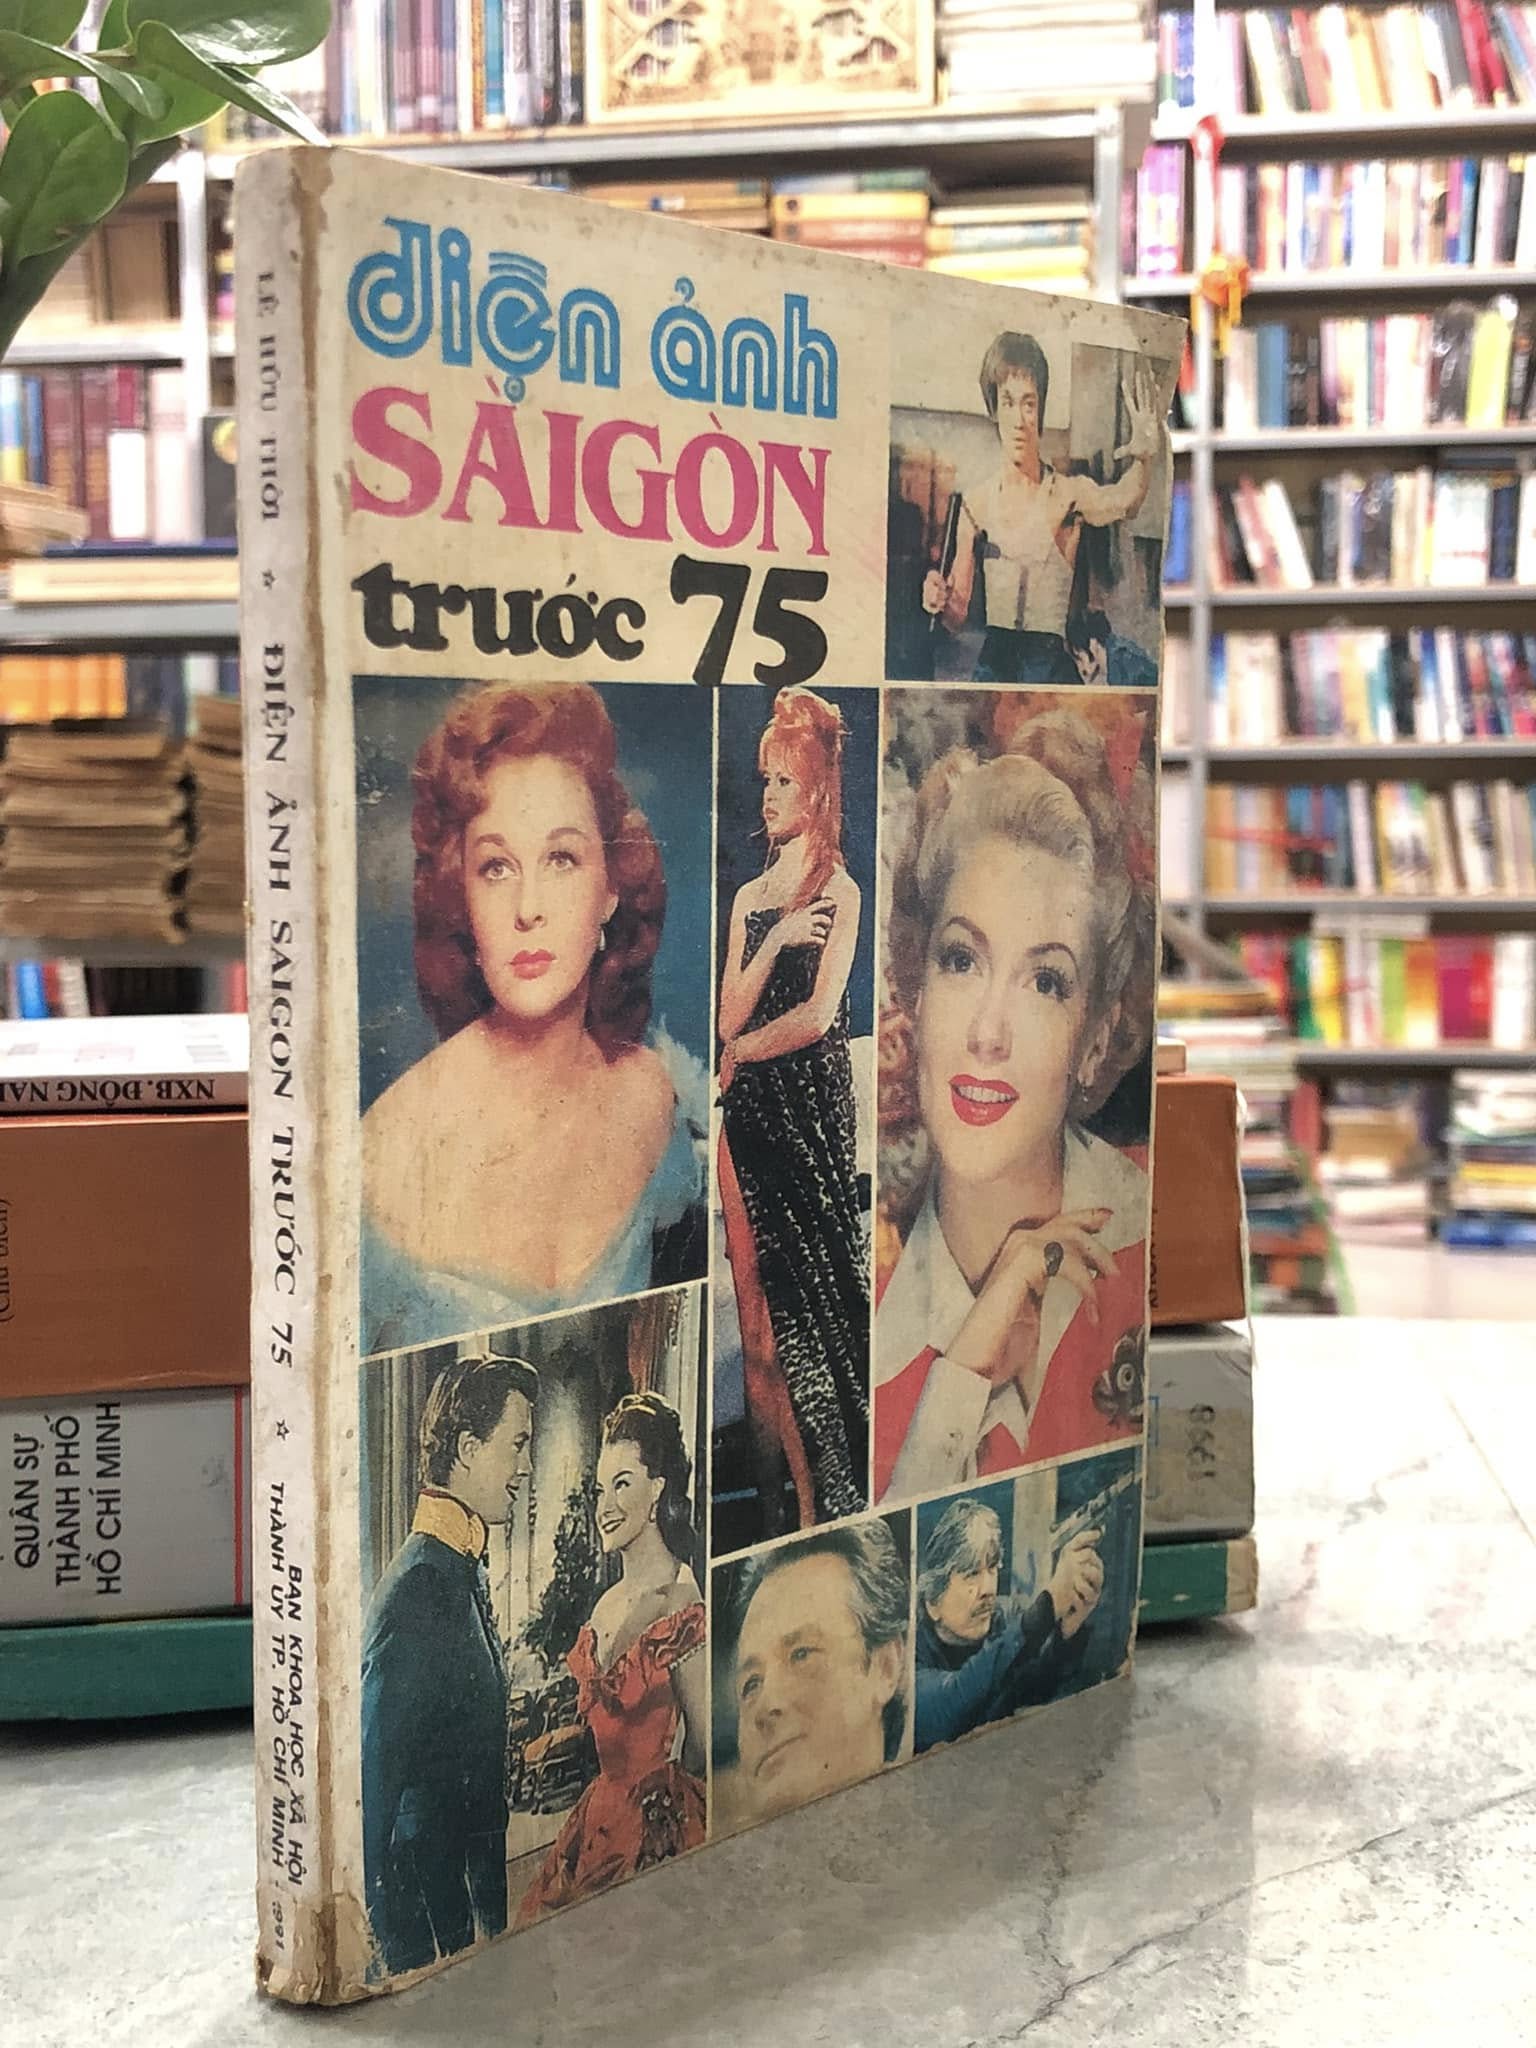 điện ảnh
SÀIGÒN
trước 75
LÊ HỮU THỜI ☆ ĐIỆN ẢNH SAIGON TRƯỚC 75 ☆ BAN KHOA HỌC XÃ HỘI
THÀNH ỦY TP. HỒ CHÍ MINH - 1991
NXB. ĐỒNG NAI
QUÂN SỰ
THÀNH PHỐ
HỒ CHÍ MINH
1998